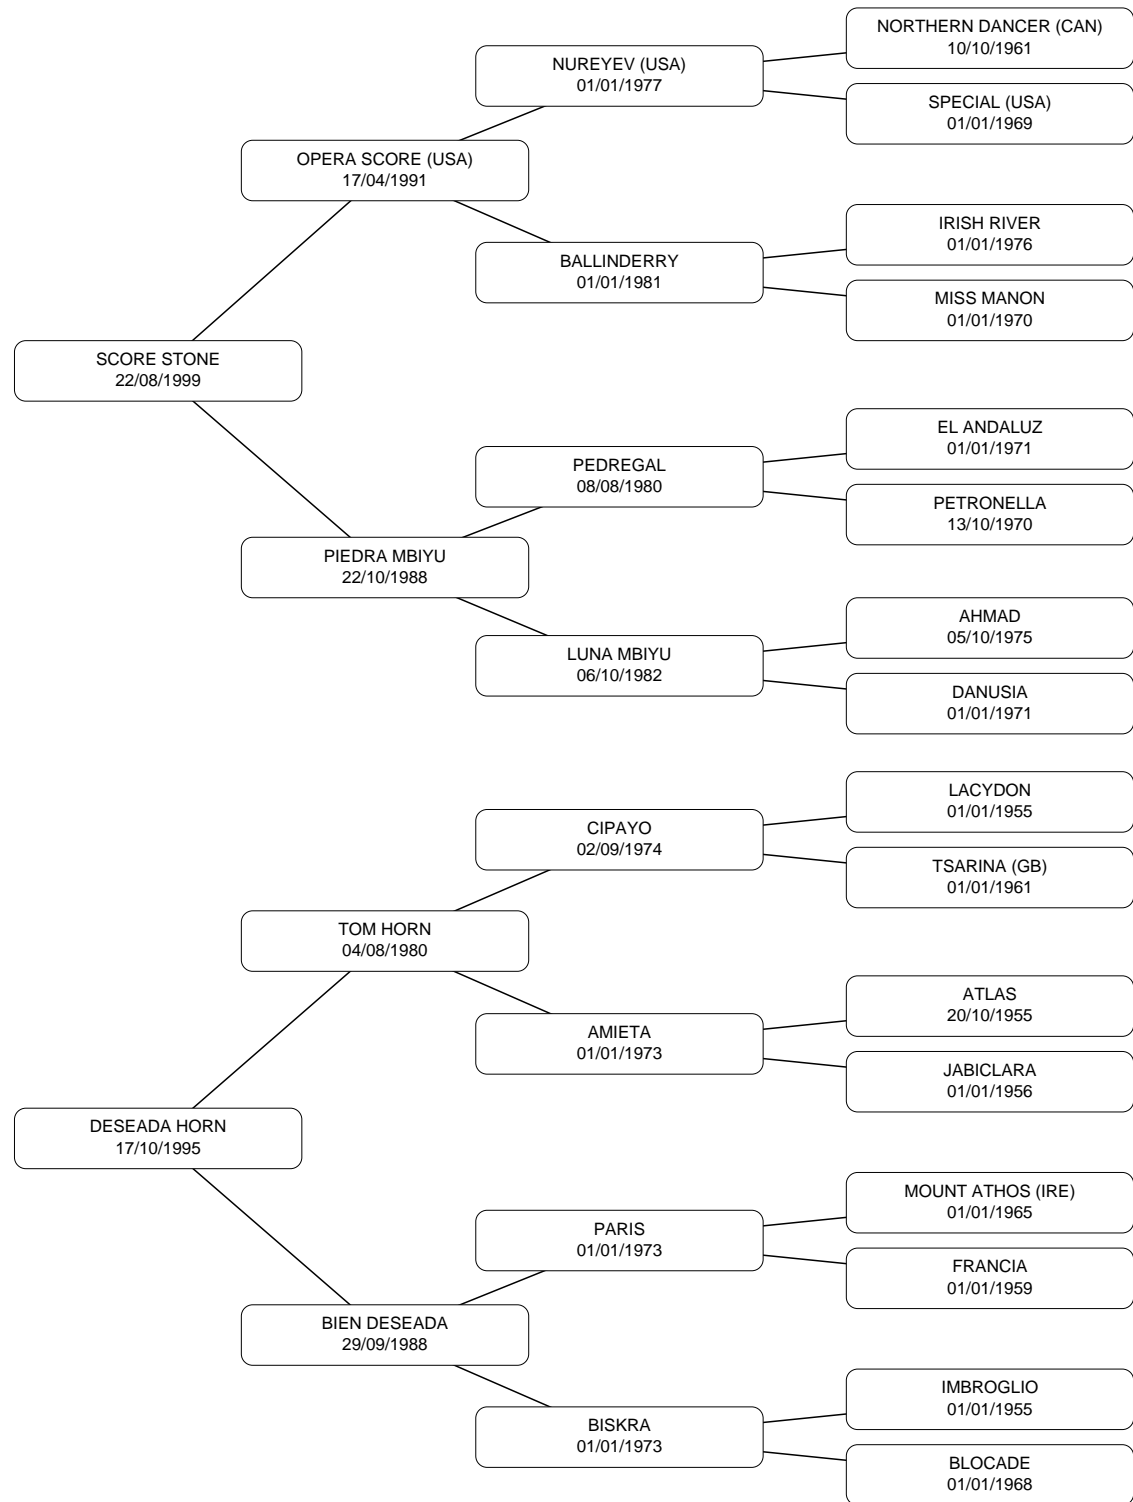 NORTHERN DANCER (CAN)
10/10/1961
NUREYEV (USA)
01/01/1977
SPECIAL (USA)
01/01/1969
OPERA SCORE (USA)
17/04/1991
IRISH RIVER
01/01/1976
BALLINDERRY
01/01/1981
MISS MANON
01/01/1970
SCORE STONE
22/08/1999
EL ANDALUZ
01/01/1971
PEDREGAL
08/08/1980
PETRONELLA
13/10/1970
PIEDRA MBIYU
22/10/1988
AHMAD
05/10/1975
LUNA MBIYU
06/10/1982
DANUSIA
01/01/1971
LACYDON
01/01/1955
CIPAYO
02/09/1974
TSARINA (GB)
01/01/1961
TOM HORN
04/08/1980
ATLAS
20/10/1955
AMIETA
01/01/1973
JABICLARA
01/01/1956
DESEADA HORN
17/10/1995
MOUNT ATHOS (IRE)
01/01/1965
PARIS
01/01/1973
FRANCIA
01/01/1959
BIEN DESEADA
29/09/1988
IMBROGLIO
01/01/1955
BISKRA
01/01/1973
BLOCADE
01/01/1968